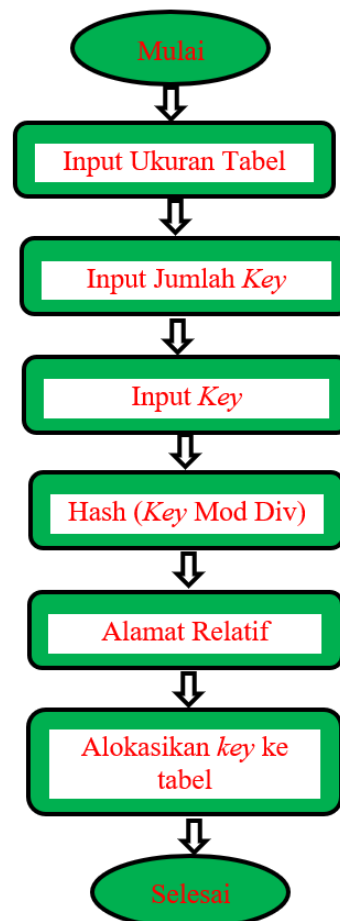 Mulai
Input Ukuran Tabel
Input Jumlah Key
Input Key
Hash (Key Mod Div)
Alamat Relatif
Alokasikan key ke
tabel
Selesai